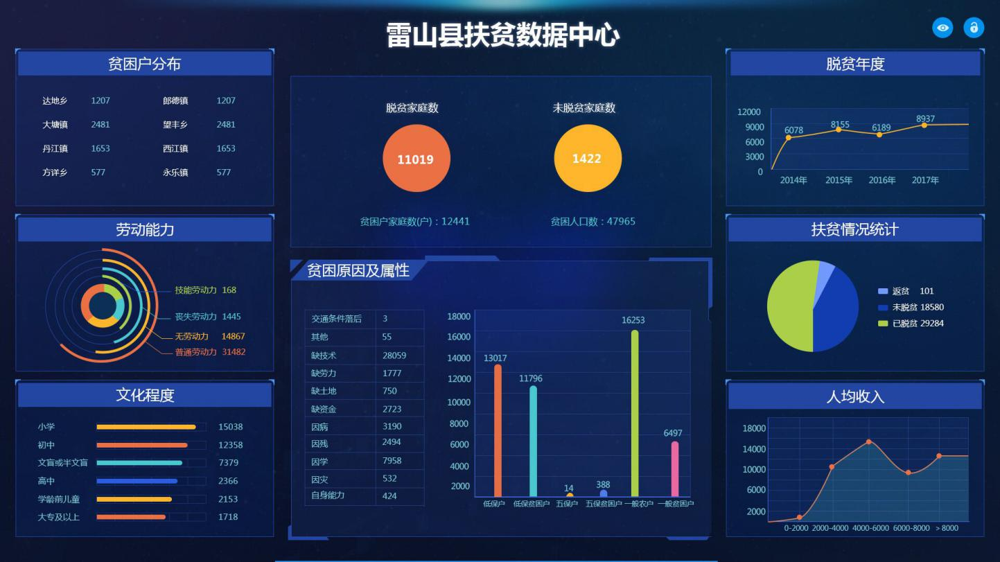 雷山县扶贫数据中心
贫困户分布
达地乡 1207 郎德镇 1207
大塘镇 2481 望丰乡 2481
丹江镇 1653 西江镇 1653
方详乡 577 永乐镇 577
劳动能力
技能劳动力 168
丧失劳动力 1445
无劳动力 14867
普通劳动力 31482
文化程度
小学 15038
初中 12358
文盲或半文盲 7379
高中 2366
学龄前儿童 2153
大专及以上 1718
脱贫家庭数 未脱贫家庭数
11019 1422
贫困户家庭数(户)：12441 贫困人口数：47965
贫困原因及属性
交通条件落后 3
其他 55
缺技术 28059
缺劳力 1777
缺土地 750
缺资金 2723
因病 3190
因残 2494
因学 7958
因灾 532
自身能力 424
18000
16000
14000
12000
10000
8000
6000
4000
2000
13017 11796 14 388 16253 6497
低保户 低保贫困户 五保户 五保贫困户 一般农户 一般贫困户
脱贫年度
12000
9000
6000
3000
0
6078 8155 6189 8937
2014年 2015年 2016年 2017年
扶贫情况统计
返贫 101
未脱贫 18580
已脱贫 29284
人均收入
18000
14000
10000
6000
2000
0-2000 2000-4000 4000-6000 6000-8000 > 8000